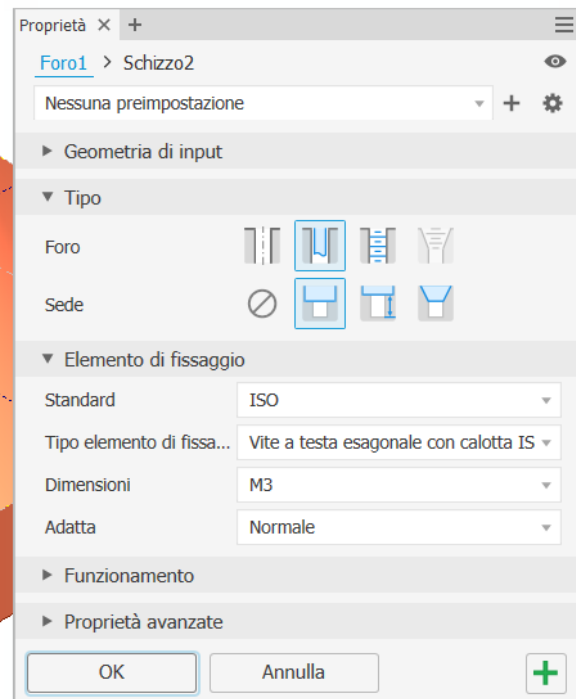 Proprietà
Foro1 > Schizzo2
Nessuna preimpostazione
Geometria di input
Tipo
Foro
Sede
Elemento di fissaggio
Standard ISO
Tipo elemento di fissa... Vite a testa esagonale con calotta IS
Dimensioni M3
Adatta Normale
Funzionamento
Proprietà avanzate
OK Annulla